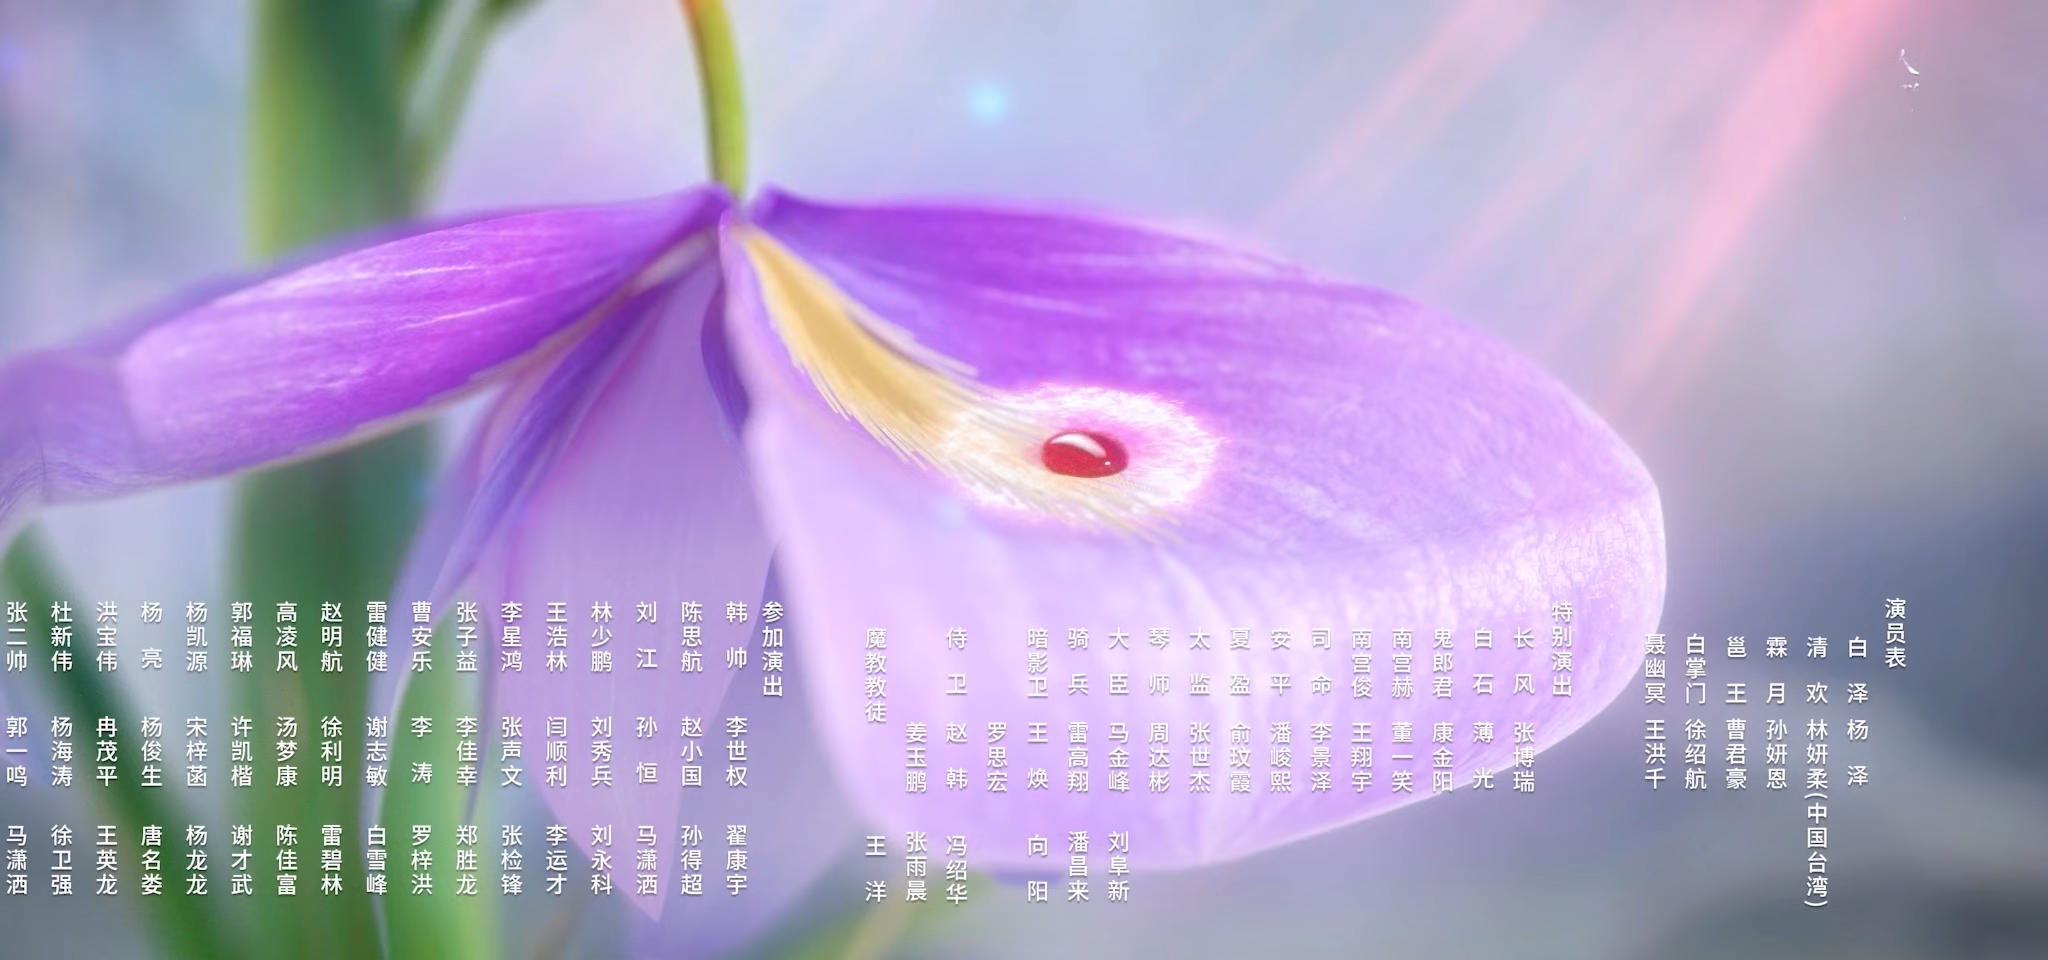 演员表
白泽 杨泽
清欢 林妍柔(中国台湾)
霖月 孙妍恩
邕王 曹君豪
白掌门 徐绍航
聂幽冥 王洪千
特别演出
长风 张博瑞
白石 薄光
鬼郎君 康金阳
南宫赫 董一笑
南宫俊 王翔宇
司命 李景泽
安平 潘峻熙
夏盈 俞玟霞
太监 张世杰
琴师 周达彬
大臣 马金峰 刘阜新
骑兵 雷高翔 潘昌来
暗影卫 王焕 向阳
罗思宏
侍卫 赵韩 冯绍华
姜玉鹏 张雨晨
魔教教徒 王洋
参加演出
韩帅 李世权 翟康宇
陈思航 赵小国 孙得超
刘江 孙恒 马潇洒
林少鹏 刘秀兵 刘永科
王浩林 闫顺利 李运才
李星鸿 张声文 张检锋
张子益 李佳幸 郑胜龙
曹安乐 李涛 罗梓洪
雷健健 谢志敏 白雪峰
赵明航 徐利明 雷碧林
高凌风 汤梦康 陈佳富
郭福琳 许凯楷 谢才武
杨凯源 宋梓菡 杨龙龙
杨亮 杨俊生 唐名娄
洪宝伟 冉茂平 王英龙
杜新伟 杨海涛 徐卫强
张二帅 郭一鸣 马潇洒